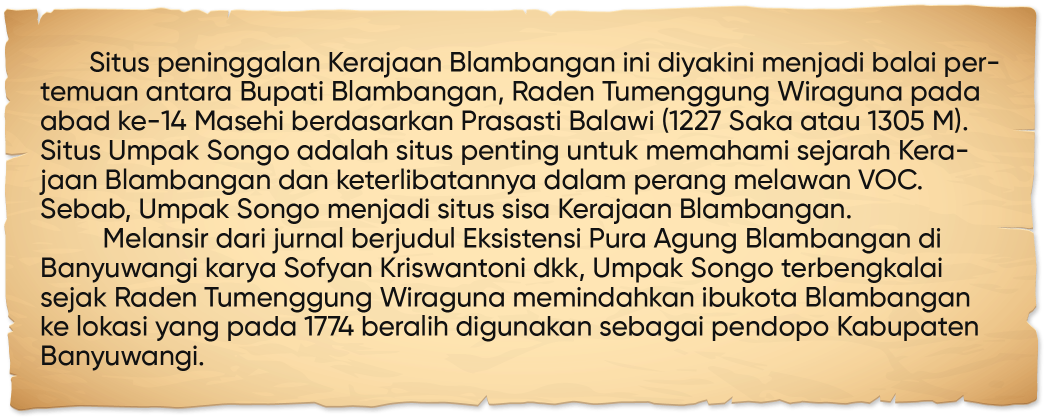 Situs peninggalan Kerajaan Blambangan ini diyakini menjadi balai per-
temuan antara Bupati Blambangan, Raden Tumenggung Wiraguna pada
abad ke-14 Masehi berdasarkan Prasasti Balawi (1227 Saka atau 1305 M).
Situs Umpak Songo adalah situs penting untuk memahami sejarah Kera-
jaan Blambangan dan keterlibatannya dalam perang melawan VOC.
Sebab, Umpak Songo menjadi situs sisa Kerajaan Blambangan.
Melansir dari jurnal berjudul Eksistensi Pura Agung Blambangan di
Banyuwangi karya Sofyan Kriswantoni dkk, Umpak Songo terbengkalai
sejak Raden Tumenggung Wiraguna memindahkan ibukota Blambangan
ke lokasi yang pada 1774 beralih digunakan sebagai pendopo Kabupaten
Banyuwangi.